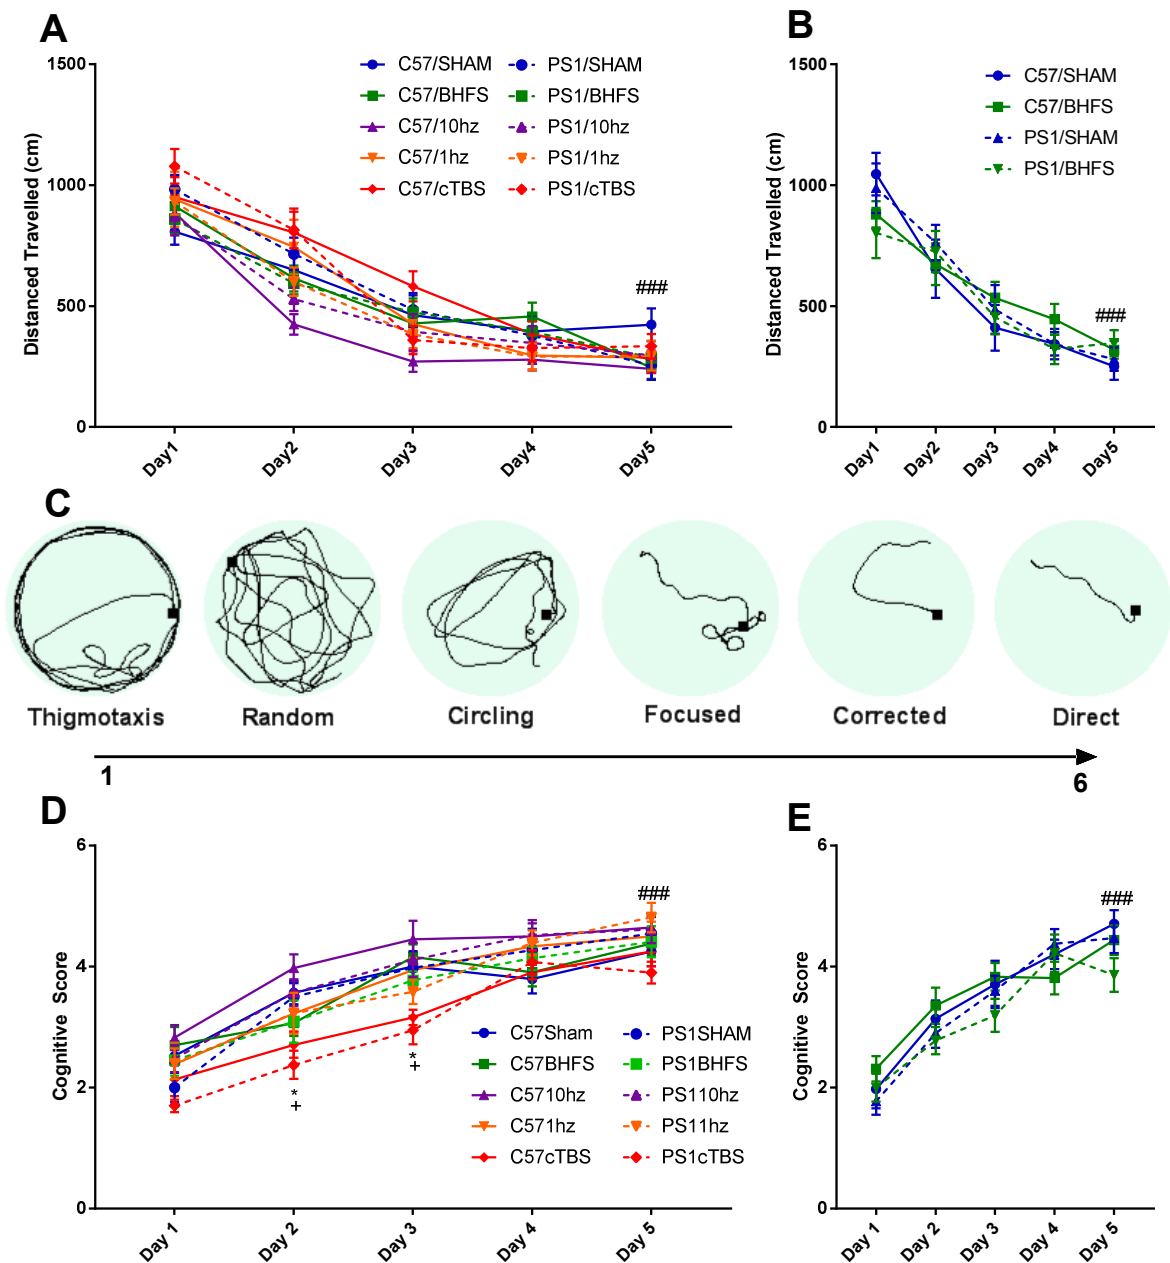 A
B
1500
1000
500
0
Distanced Travelled (cm)
C57/SHAM
C57/BHFS
C57/10hz
C57/1hz
C57/cTBS
PS1/SHAM
PS1/BHFS
PS1/10hz
PS1/1hz
PS1/cTBS
###
Day1
Day2
Day3
Day4
Day5
1500
1000
500
0
Distanced Travelled (cm)
C57/SHAM
C57/BHFS
PS1/SHAM
PS1/BHFS
###
Day1
Day2
Day3
Day4
Day5
C
Thigmotaxis
Random
Circling
Focused
Corrected
Direct
1
6
D
E
6
4
2
0
Cognitive Score
###
*
+
*
+
C57Sham
C57BHFS
C5710hz
C571hz
C57cTBS
PS1SHAM
PS1BHFS
PS110hz
PS11hz
PS1cTBS
Day 1
Day 2
Day 3
Day 4
Day 5
6
4
2
0
Cognitive Score
###
Day 1
Day 2
Day 3
Day 4
Day 5